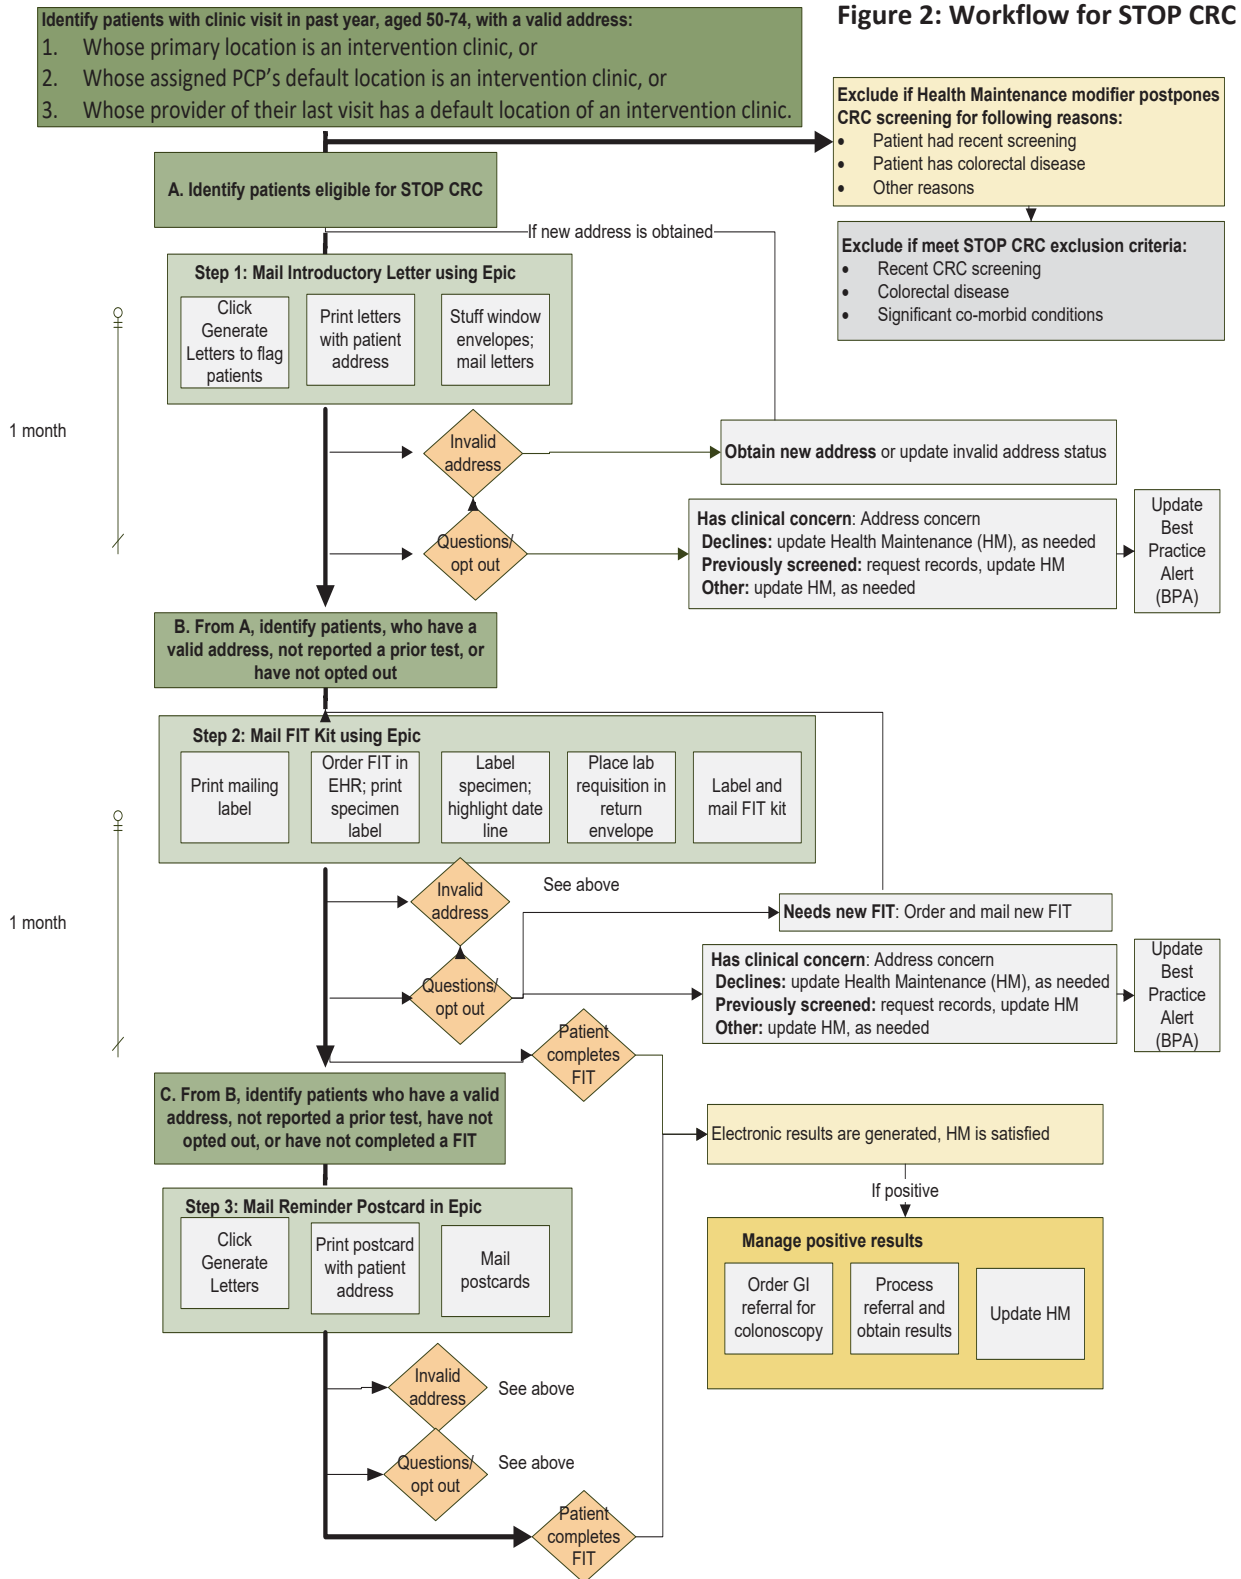 Figure 2: Workflow for STOP CRC
Identify patients with clinic visit in past year, aged 50-74, with a valid address:
1. Whose primary location is an intervention clinic, or
2. Whose assigned PCP's default location is an intervention clinic, or
3. Whose provider of their last visit has a default location of an intervention clinic.
Exclude if Health Maintenance modifier postpones
CRC screening for following reasons:
• Patient had recent screening
• Patient has colorectal disease
• Other reasons
A. Identify patients eligible for STOP CRC
If new address is obtained
Exclude if meet STOP CRC exclusion criteria:
• Recent CRC screening
• Colorectal disease
• Significant co-morbid conditions
Step 1: Mail Introductory Letter using Epic
Click
Generate
Letters to flag
patients
Print letters
with patient
address
Stuff window
envelopes;
mail letters
1 month
Invalid
address
Obtain new address or update invalid address status
Questions/
opt out
Has clinical concern: Address concern
Declines: update Health Maintenance (HM), as needed
Previously screened: request records, update HM
Other: update HM, as needed
Update
Best
Practice
Alert
(BPA)
B. From A, identify patients, who have a
valid address, not reported a prior test, or
have not opted out
Step 2: Mail FIT Kit using Epic
Print mailing
label
Order FIT in
EHR; print
specimen
label
Label
specimen;
highlight date
line
Place lab
requisition in
return
envelope
Label and
mail FIT kit
1 month
Invalid
address
See above
Needs new FIT: Order and mail new FIT
Questions/
opt out
Has clinical concern: Address concern
Declines: update Health Maintenance (HM), as needed
Previously screened: request records, update HM
Other: update HM, as needed
Update
Best
Practice
Alert
(BPA)
Patient
completes
FIT
C. From B, identify patients who have a valid
address, not reported a prior test, have not
opted out, or have not completed a FIT
Electronic results are generated, HM is satisfied
If positive
Step 3: Mail Reminder Postcard in Epic
Click
Generate
Letters
Print postcard
with patient
address
Mail
postcards
Manage positive results
Order GI
referral for
colonoscopy
Process
referral and
obtain results
Update HM
Invalid
address
See above
Questions/
opt out
See above
Patient
completes
FIT